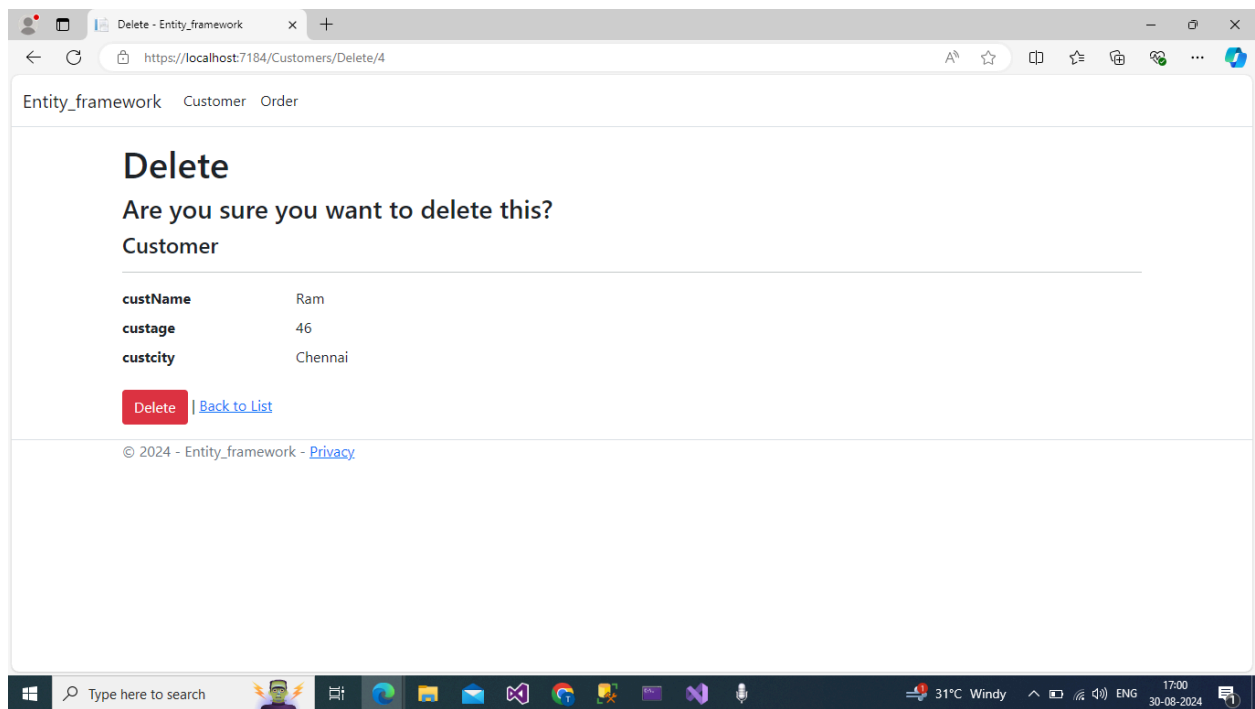 Delete - Entity_framework
https://localhost:7184/Customers/Delete/4
Entity_framework Customer Order
Delete
Are you sure you want to delete this?
Customer
custName Ram
custage 46
custcity Chennai
Delete | Back to List
© 2024 - Entity_framework - Privacy
Type here to search 31°C Windy ENG 17:00
30-08-2024